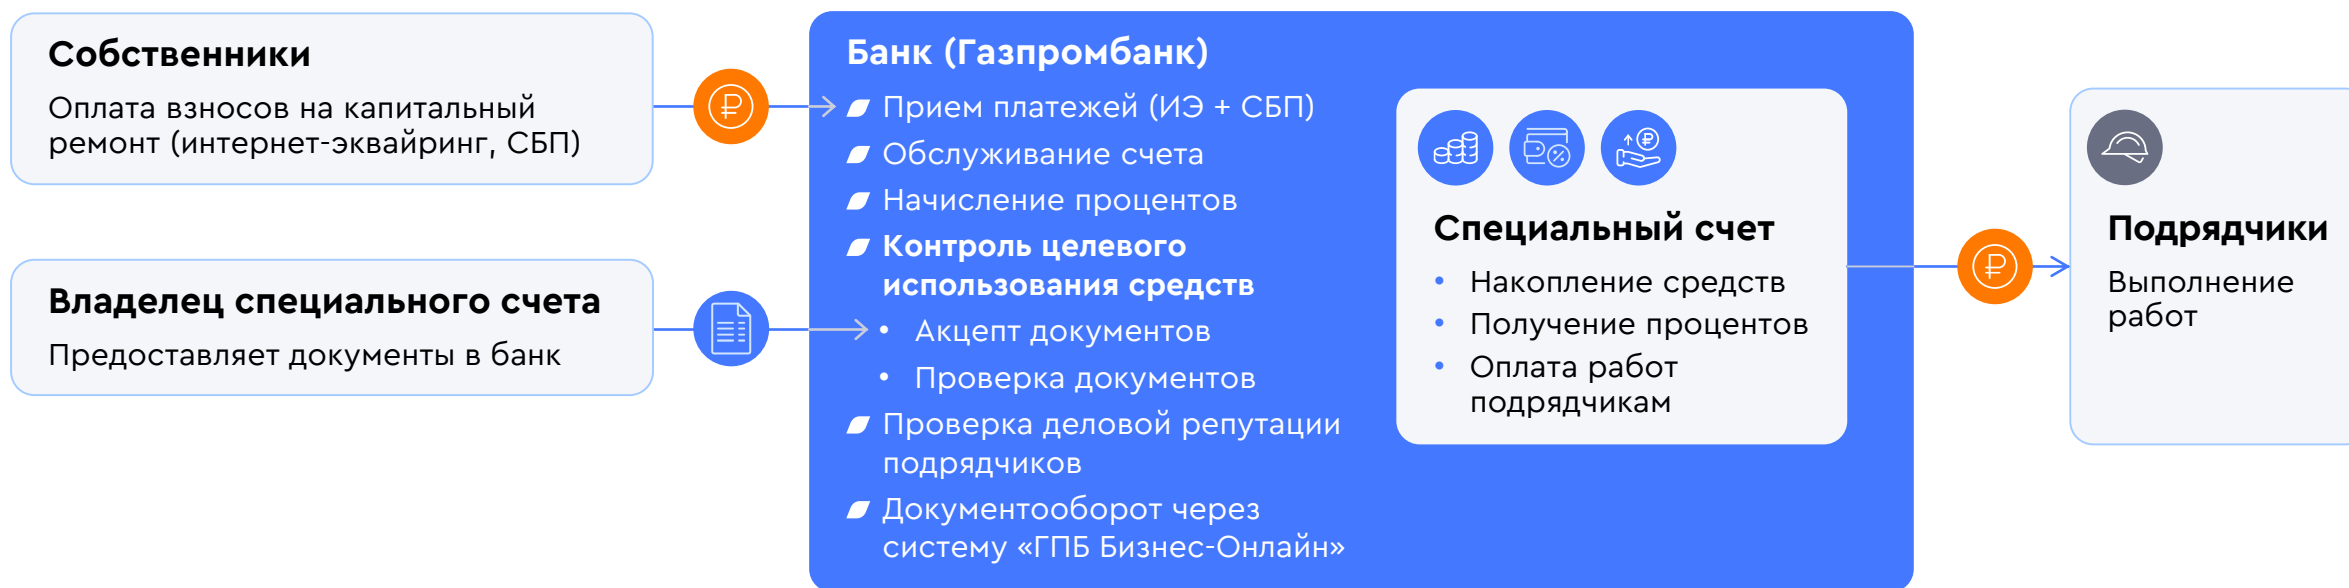 Собственники
Оплата взносов на капитальный
ремонт (интернет-эквайринг, СБП)
Владелец специального счета
Предоставляет документы в банк
Банк (Газпромбанк)
Прием платежей (ИЭ + СБП)
Обслуживание счета
Начисление процентов
Контроль целевого
использования средств
• Акцепт документов
• Проверка документов
Проверка деловой репутации
подрядчиков
Документооборот через
систему «ГПБ Бизнес-Онлайн»
Специальный счет
• Накопление средств
• Получение процентов
• Оплата работ
подрядчикам
Подрядчики
Выполнение
работ